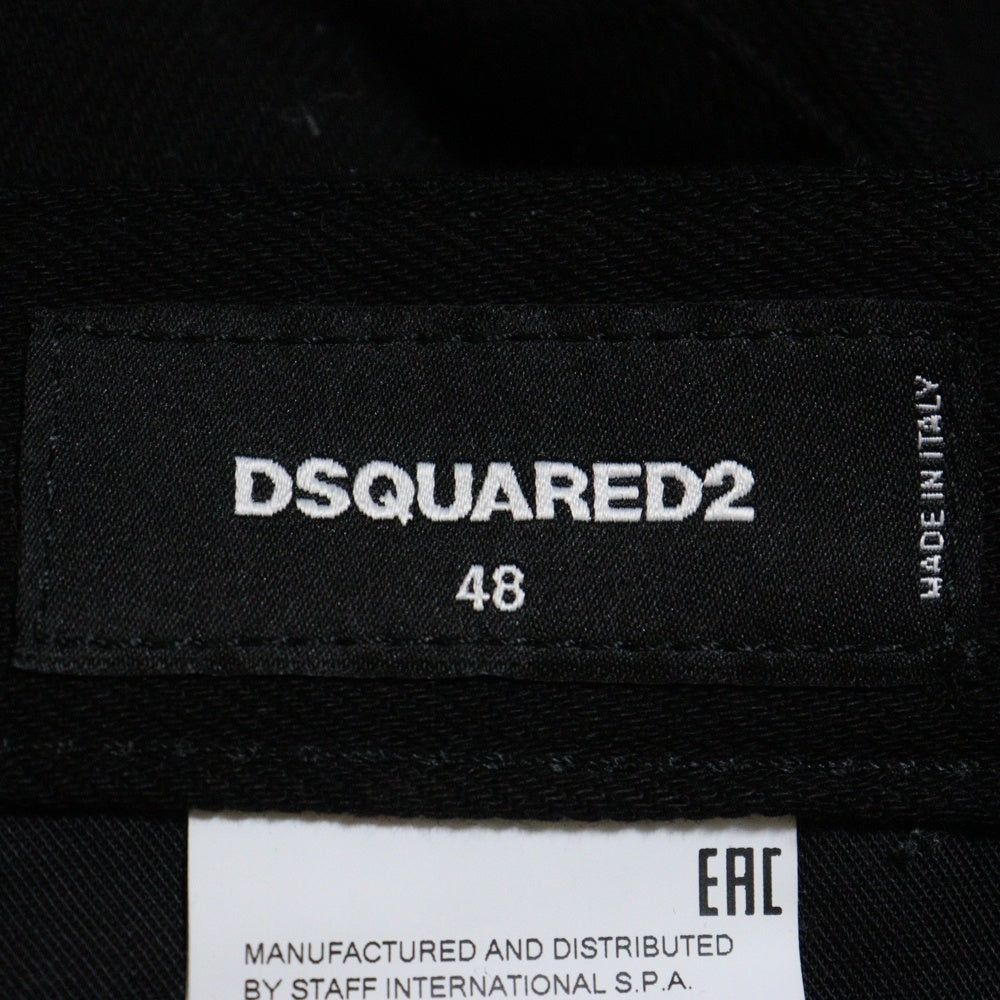 DSQUARED2
48
MADE IN ITALY
EAC
MANUFACTURED AND DISTRIBUTED
BY STAFF INTERNATIONAL S.P.A.